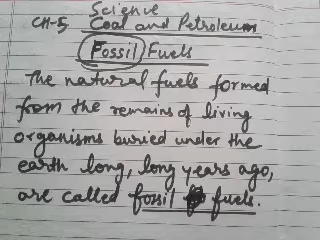 Science
CH-5 Coal and Petroleum
Fossil Fuels
The natural fuels formed
from the remains of living
organisms buried under the
earth long, long years ago,
are called fossil fuels.